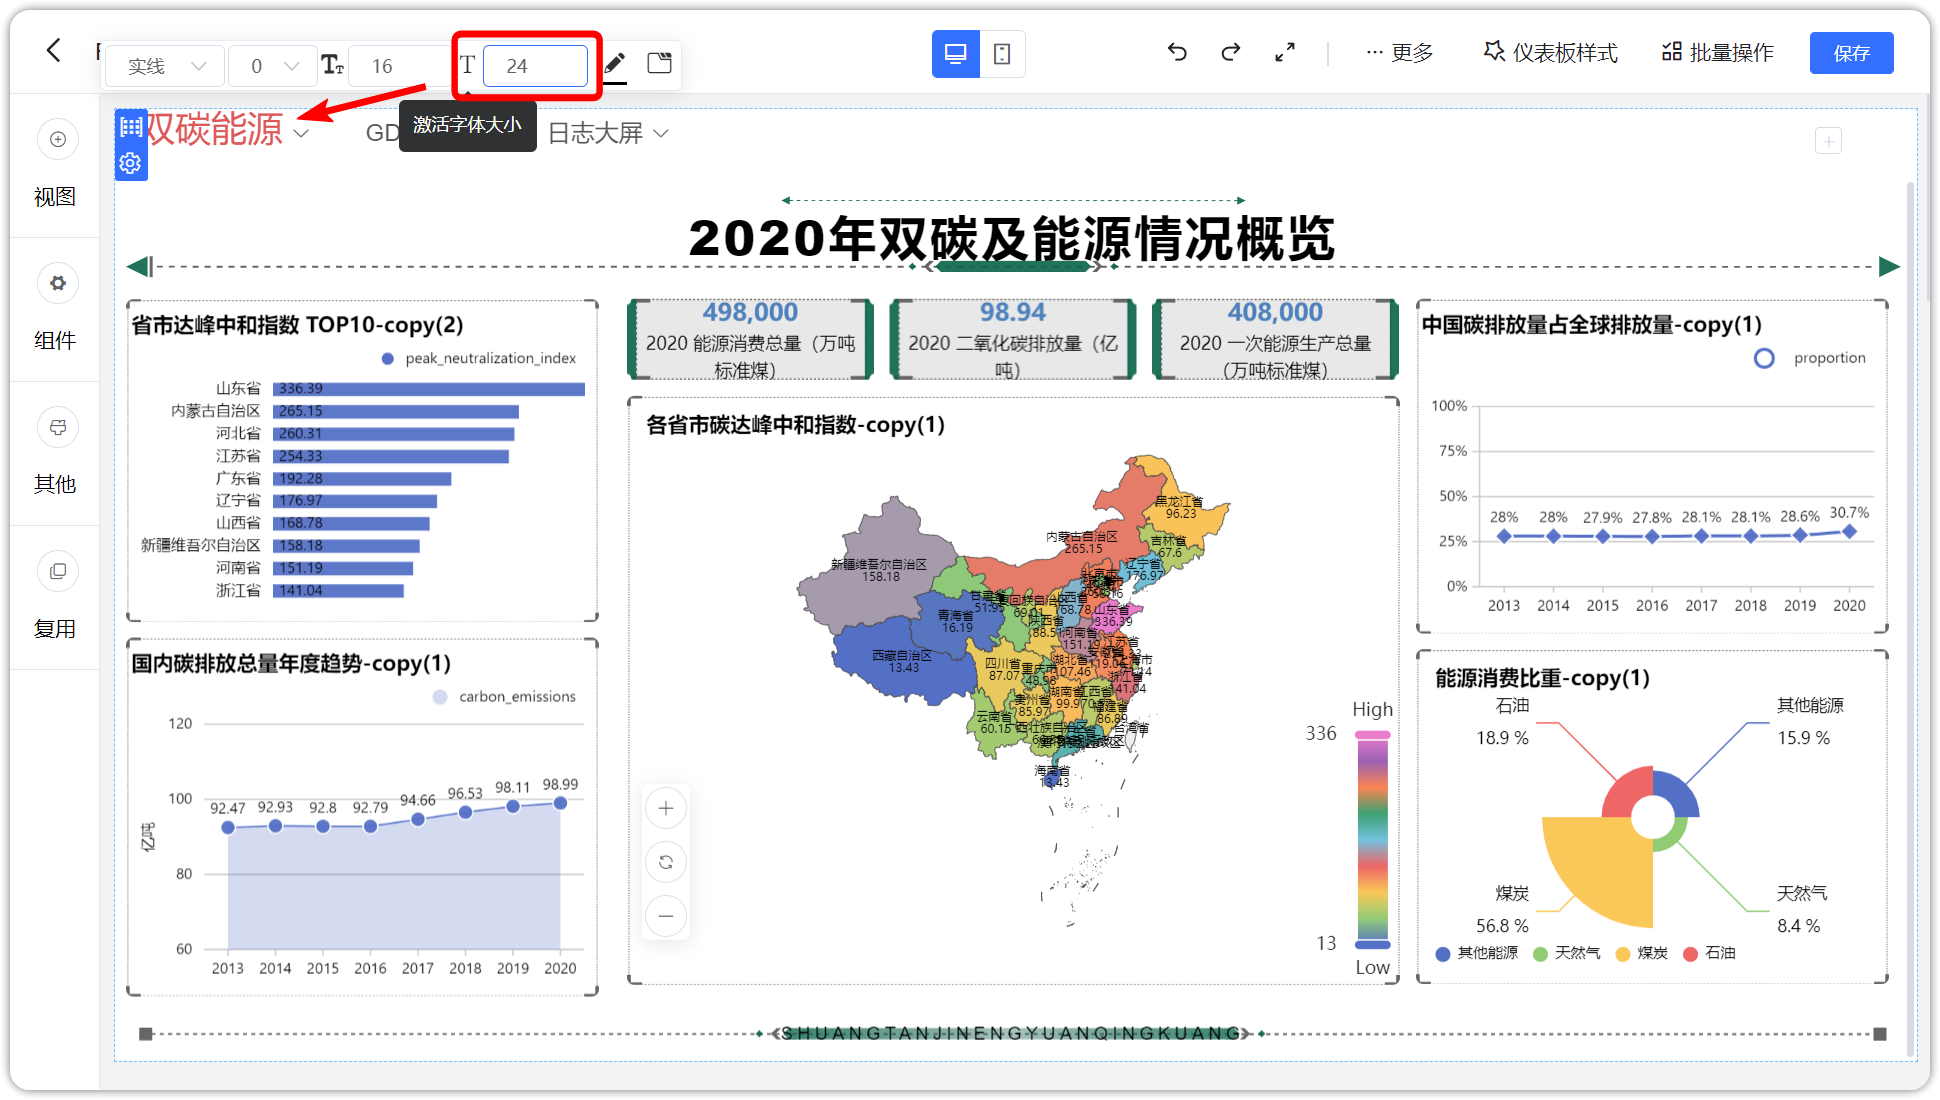 实线
0
16
24
更多
仪表板样式
批量操作
保存
双碳能源
激活字体大小
日志大屏
视图
组件
其他
复用
2020年双碳及能源情况概览
省市达峰中和指数 TOP10-copy(2)
peak_neutralization_index
山东省 336.39
内蒙古自治区 265.15
河北省 260.31
江苏省 254.33
广东省 192.28
辽宁省 176.97
山西省 168.78
新疆维吾尔自治区 158.18
河南省 151.19
浙江省 141.04
国内碳排放总量年度趋势-copy(1)
carbon_emissions
亿吨
120
100
80
60
92.47 92.93 92.8 92.79 94.66 96.53 98.11 98.99
2013 2014 2015 2016 2017 2018 2019 2020
498,000
2020 能源消费总量（万吨
标准煤）
98.94
2020 二氧化碳排放量（亿
吨）
408,000
2020 一次能源生产总量
（万吨标准煤）
各省市碳达峰中和指数-copy(1)
黑龙江省
96.23
内蒙古自治区
265.15
吉林省
67.6
辽宁省
176.97
新疆维吾尔自治区
158.18
甘肃省
51.95
青海省
16.19
山东省
336.39
陕西省
88.51
河南省
151.19
江苏省
西藏自治区
13.43
四川省
87.07
重庆市
48.98
湖北省
107.46
浙江省
141.04
贵州省
85.97
湖南省
99.97
江西省
福建省
86.89
云南省
60.15
台湾省
海南省
13.43
High
336
13
Low
中国碳排放量占全球排放量-copy(1)
proportion
100%
75%
50%
25%
0%
28% 28% 27.9% 27.8% 28.1% 28.1% 28.6% 30.7%
2013 2014 2015 2016 2017 2018 2019 2020
能源消费比重-copy(1)
石油
18.9 %
其他能源
15.9 %
煤炭
56.8 %
天然气
8.4 %
其他能源 天然气 煤炭 石油
SHUANGTANJINENGYUANQINGKUANG